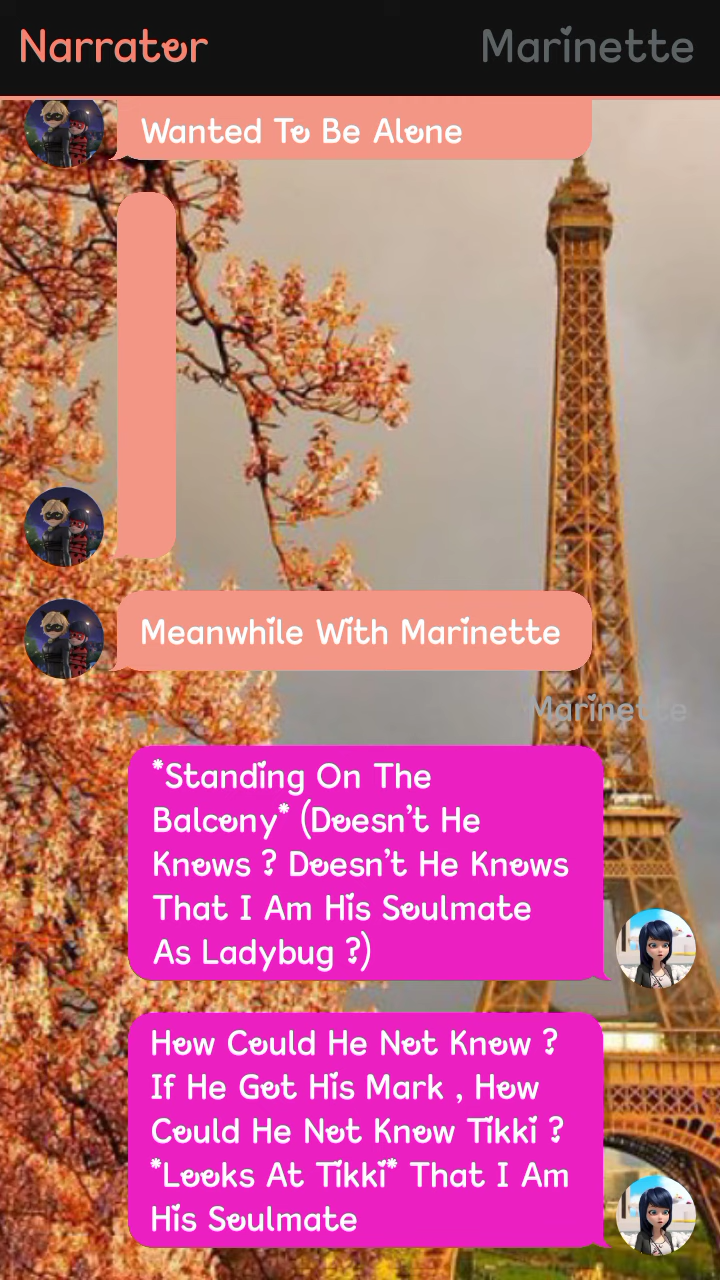 Narrator Marinette
Wanted To Be Alone
Meanwhile With Marinette
Marinette
*Standing On The
Balcony* (Doesn't He
Knows ? Doesn't He Knows
That I Am His Soulmate
As Ladybug ?)
How Could He Not Know ?
If He Got His Mark , How
Could He Not Know Tikki ?
*Looks At Tikki* That I Am
His Soulmate